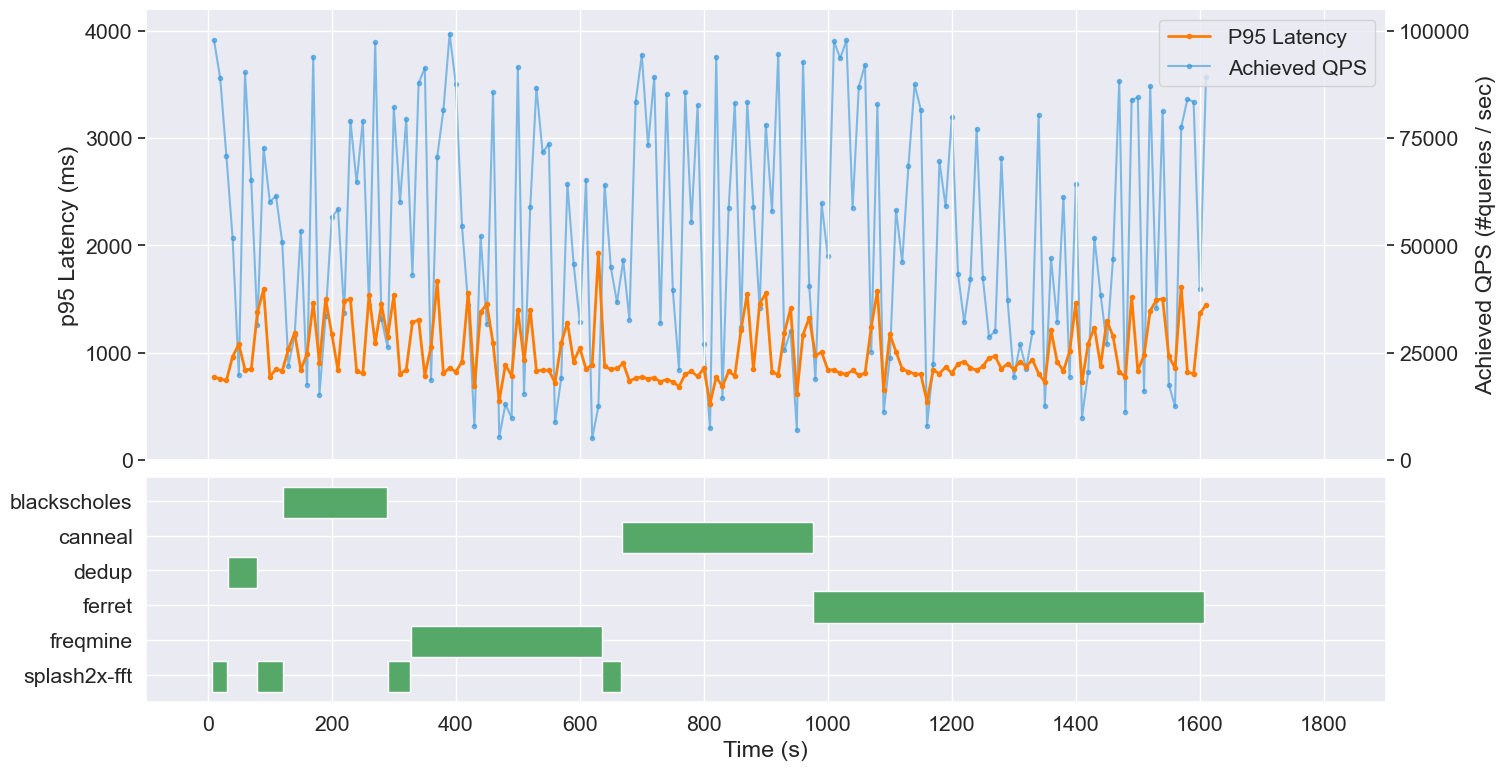 4000
3000
2000
1000
0
p95 Latency (ms)
P95 Latency
Achieved QPS
100000
75000
50000
25000
0
Achieved QPS (#queries / sec)
blackscholes
canneal
dedup
ferret
freqmine
splash2x-fft
0 200 400 600 800 1000 1200 1400 1600 1800
Time (s)